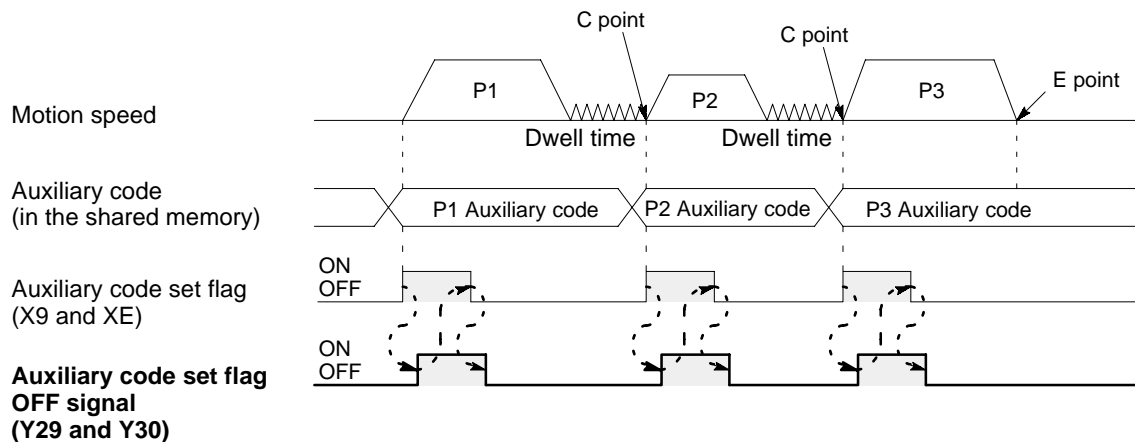 C point
C point
E point
P1
P2
P3
Motion speed
Dwell time
Dwell time
Auxiliary code
(in the shared memory)
P1 Auxiliary code
P2 Auxiliary code
P3 Auxiliary code
ON
OFF
Auxiliary code set flag
(X9 and XE)
ON
OFF
Auxiliary code set flag
OFF signal
(Y29 and Y30)